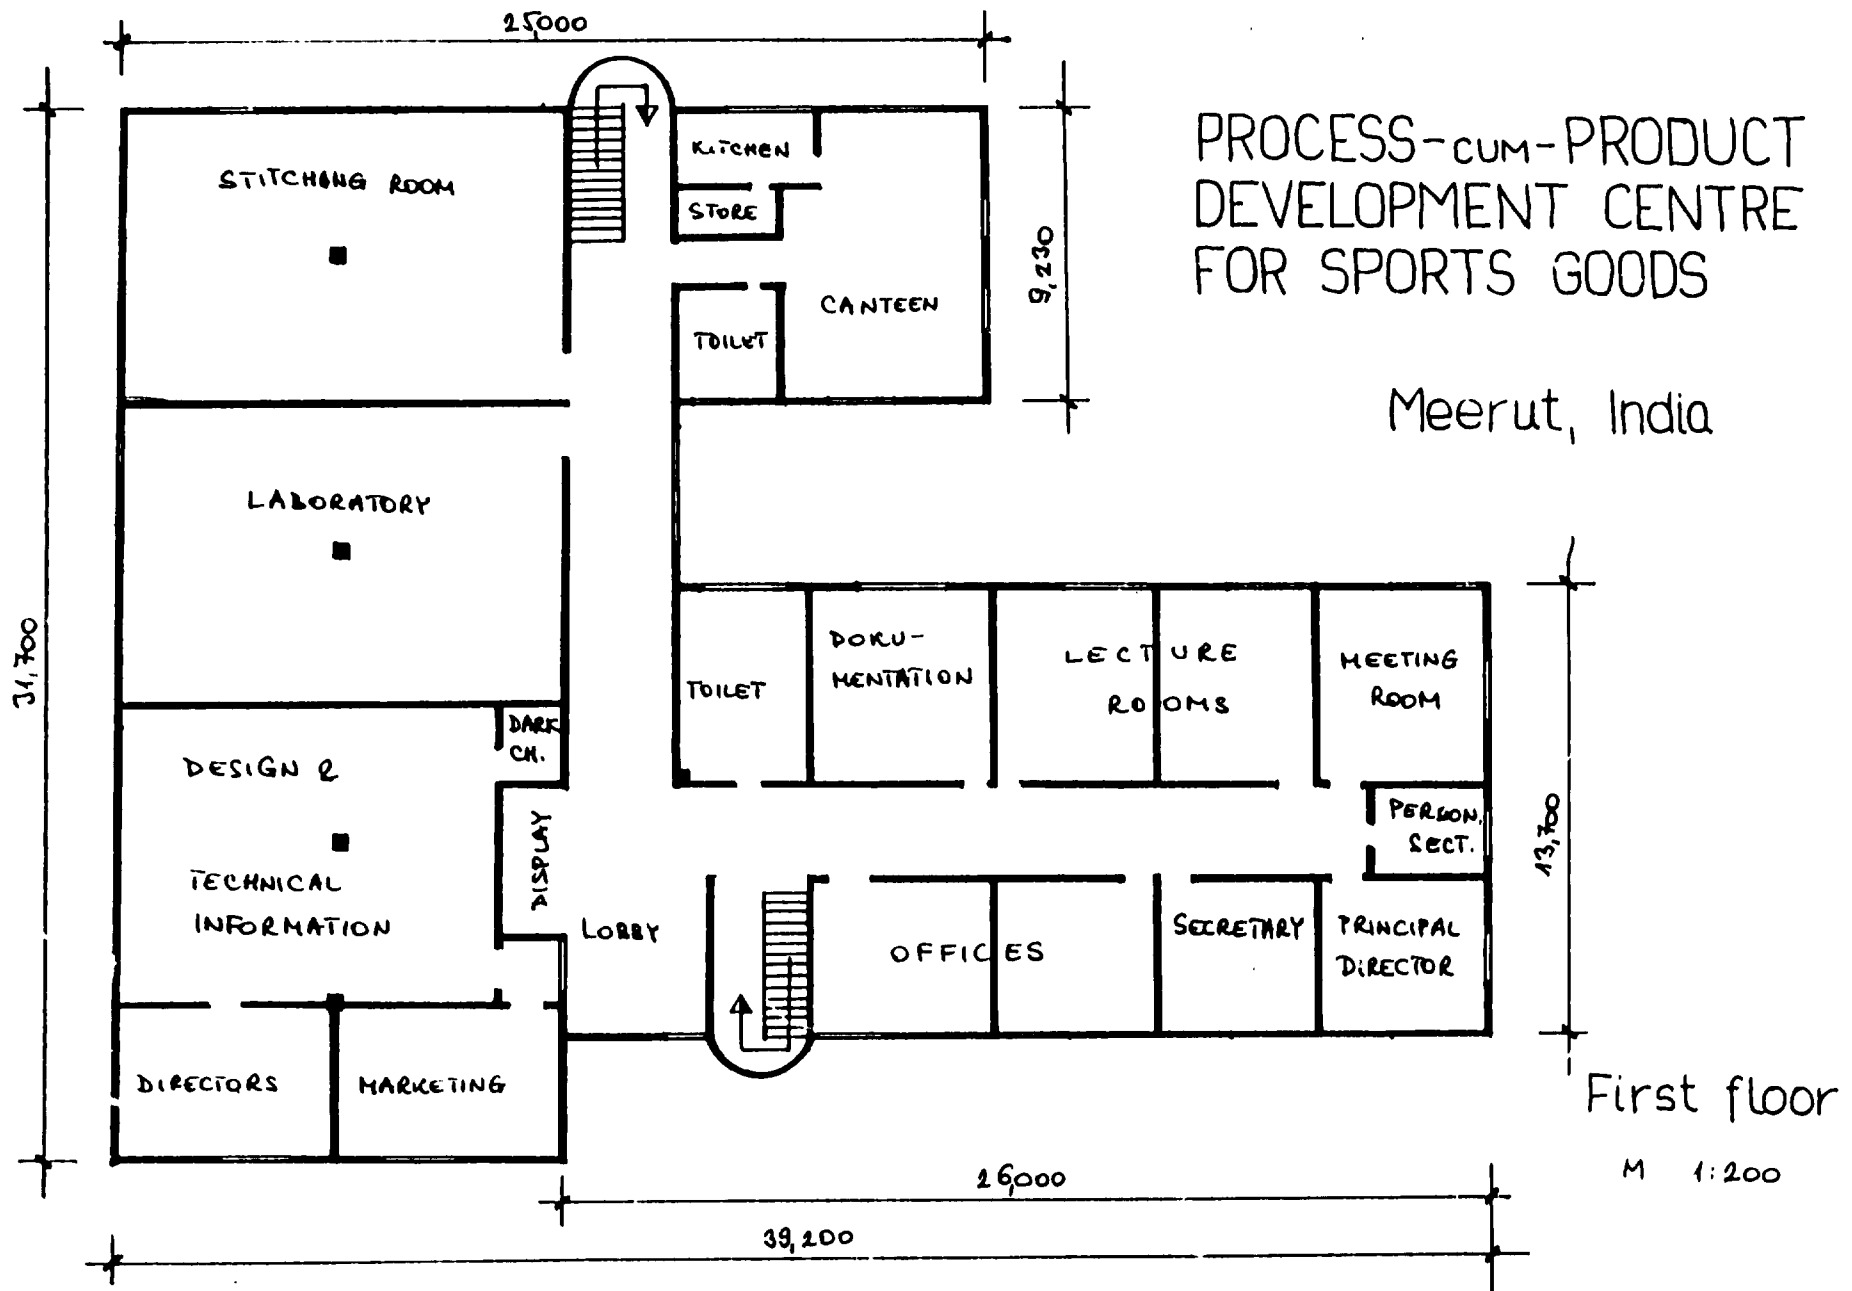 25,000
PROCESS-CUM-PRODUCT
DEVELOPMENT CENTRE
FOR SPORTS GOODS
Meerut, India
STITCHING ROOM
KITCHEN
STORE
CANTEEN
TOILET
9,230
LABORATORY
31,700
TOILET
DOKU-
MENTATION
LECTURE
ROOMS
MEETING
ROOM
DARK
CH.
DESIGN &
TECHNICAL
INFORMATION
DISPLAY
LOBBY
PERSON.
SECT.
13,700
OFFICES
SECRETARY
PRINCIPAL
DIRECTOR
DIRECTORS
MARKETING
First floor
M 1:200
26,000
39,200